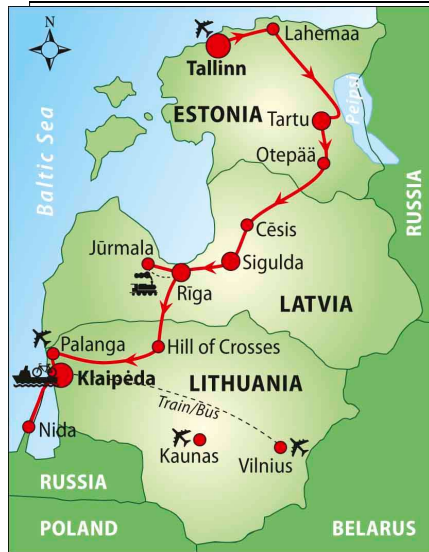 N
Lahemaa
Tallinn
ESTONIA
Tartu
Peipsi
Otepää
Baltic Sea
RUSSIA
Cēsis
Jūrmala
Sigulda
Rīga
LATVIA
Palanga
Hill of Crosses
Klaipėda
LITHUANIA
Train/Bus
Nida
Kaunas
Vilnius
RUSSIA
POLAND
BELARUS